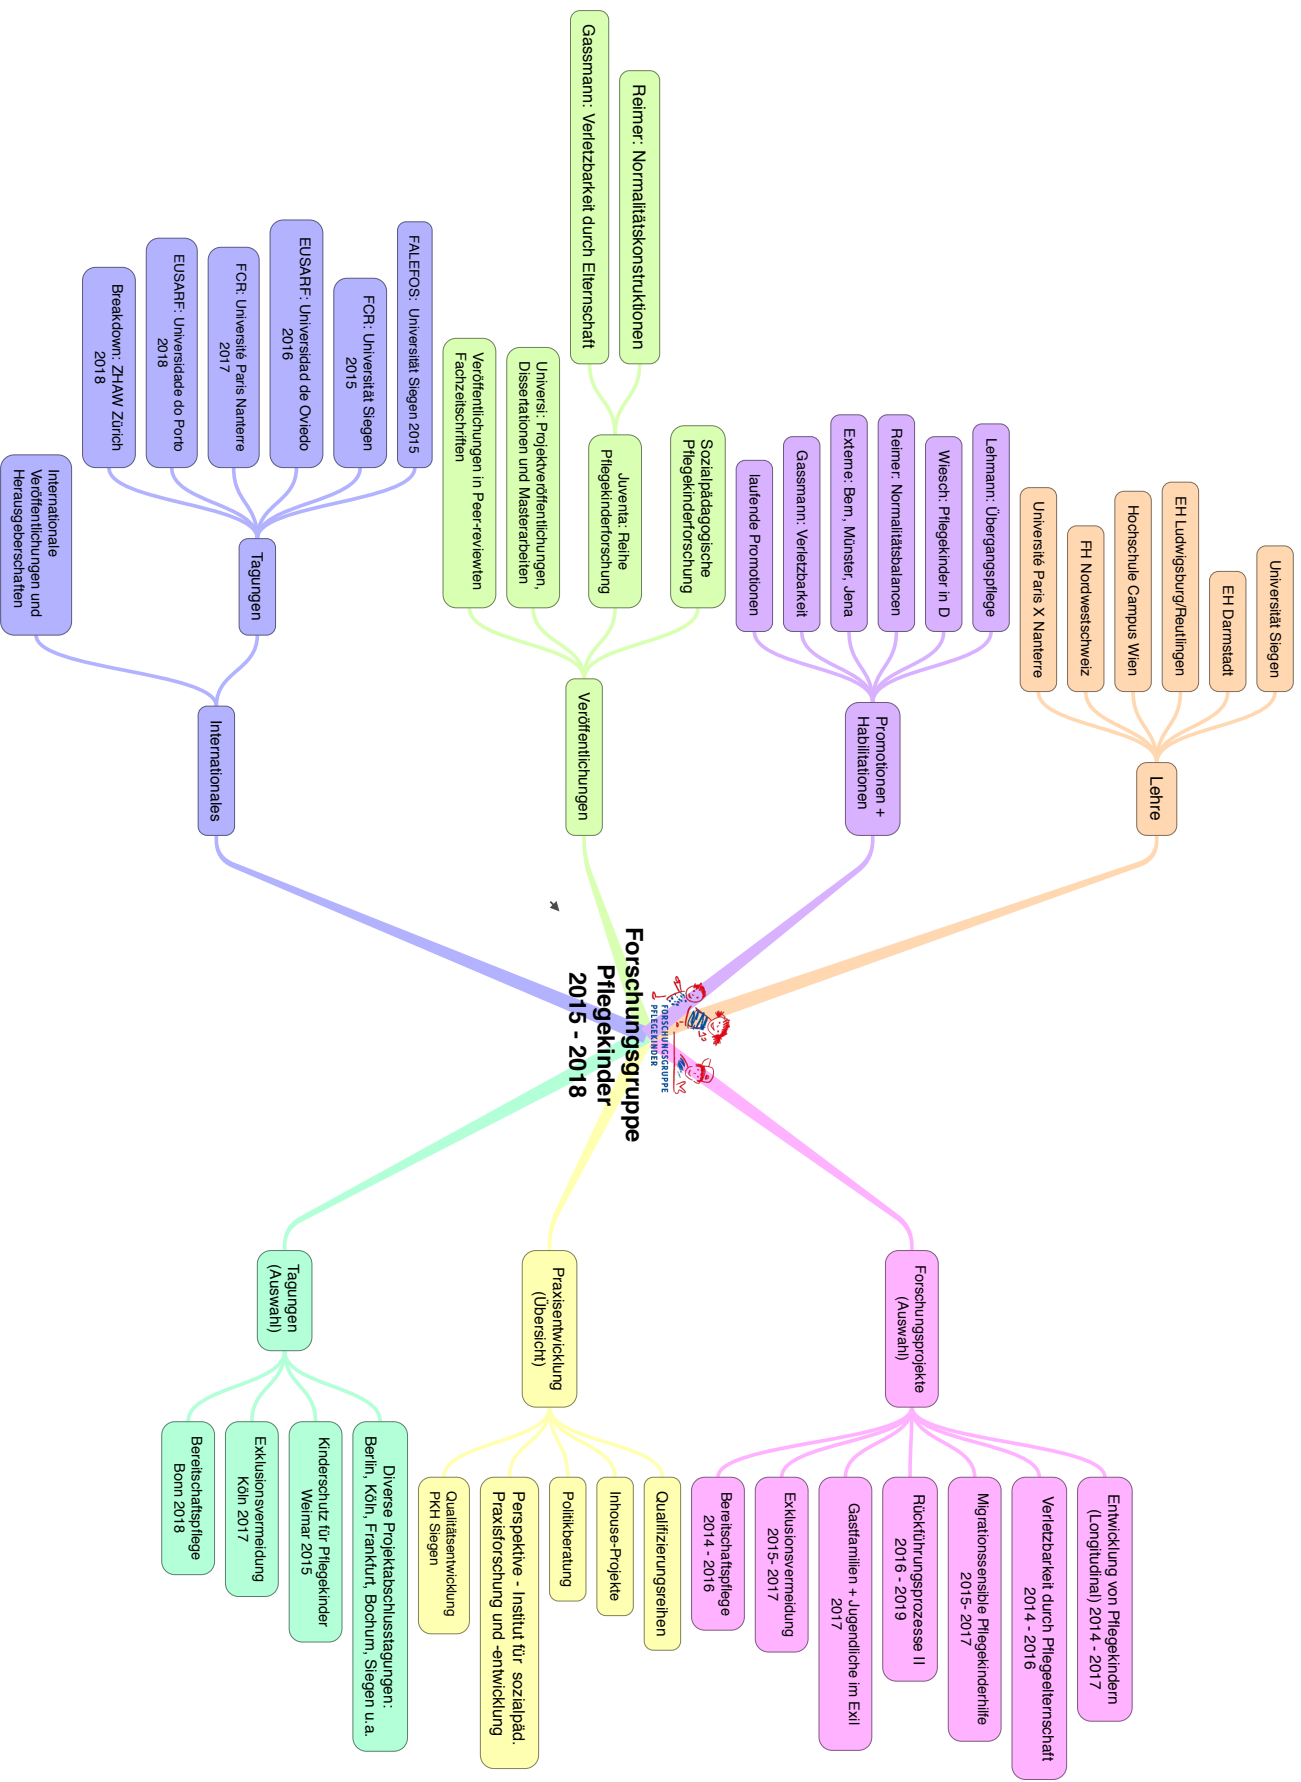 Forschungsgruppe
Pflegekinder
2015 - 2018
FORSCHUNGSGRUPPE
PFLEGEKINDER
Lehre
Universität Siegen
EH Darmstadt
EH Ludwigsburg/Reutlingen
Hochschule Campus Wien
FH Nordwestschweiz
Université Paris X Nanterre
Promotionen +
Habilitationen
Lehmann: Übergangspflege
Wiesch: Pflegekinder in D
Reimer: Normalitätsbalancen
Externe: Bern, Münster, Jena
Gassmann: Verletzbarkeit
laufende Promotionen
Veröffentlichungen
Sozialpädagogische
Pflegekinderforschung
Juventa: Reihe
Pflegekinderforschung
Reimer: Normalitätskonstruktionen
Gassmann: Verletzbarkeit durch Elternschaft
Universi: Projektveröffentlichungen,
Dissertationen und Masterarbeiten
Veröffentlichungen in Peer-reviewten
Fachzeitschriften
Internationales
Tagungen
FALEFOS: Universität Siegen 2015
FCR: Universität Siegen
2015
EUSARF: Universidad de Oviedo
2016
FCR: Université Paris Nanterre
2017
EUSARF: Universidade do Porto
2018
Breakdown: ZHAW Zürich
2018
Internationale
Veröffentlichungen und
Herausgeberschaften
Forschungsprojekte
(Auswahl)
Entwicklung von Pflegekindern
(Longitudinal) 2014 - 2017
Verletzbarkeit durch Pflegeelternschaft
2014 - 2016
Migrationssensible Pflegekinderhilfe
2015- 2017
Rückführungsprozesse II
2016 - 2019
Gastfamilien + Jugendliche im Exil
2017
Exklusionsvermeidung
2015- 2017
Bereitschaftspflege
2014 - 2016
Praxisentwicklung
(Übersicht)
Qualifizierungsreihen
Inhouse-Projekte
Politikberatung
Perspektive - Institut für sozialpäd.
Praxisforschung und -entwicklung
Qualitätsentwicklung
PKH Siegen
Tagungen
(Auswahl)
Diverse Projektabschlusstagungen:
Berlin, Köln, Frankfurt, Bochum, Siegen u.a.
Kinderschutz für Pflegekinder
Weimar 2015
Exklusionsvermeidung
Köln 2017
Bereitschaftspflege
Bonn 2018